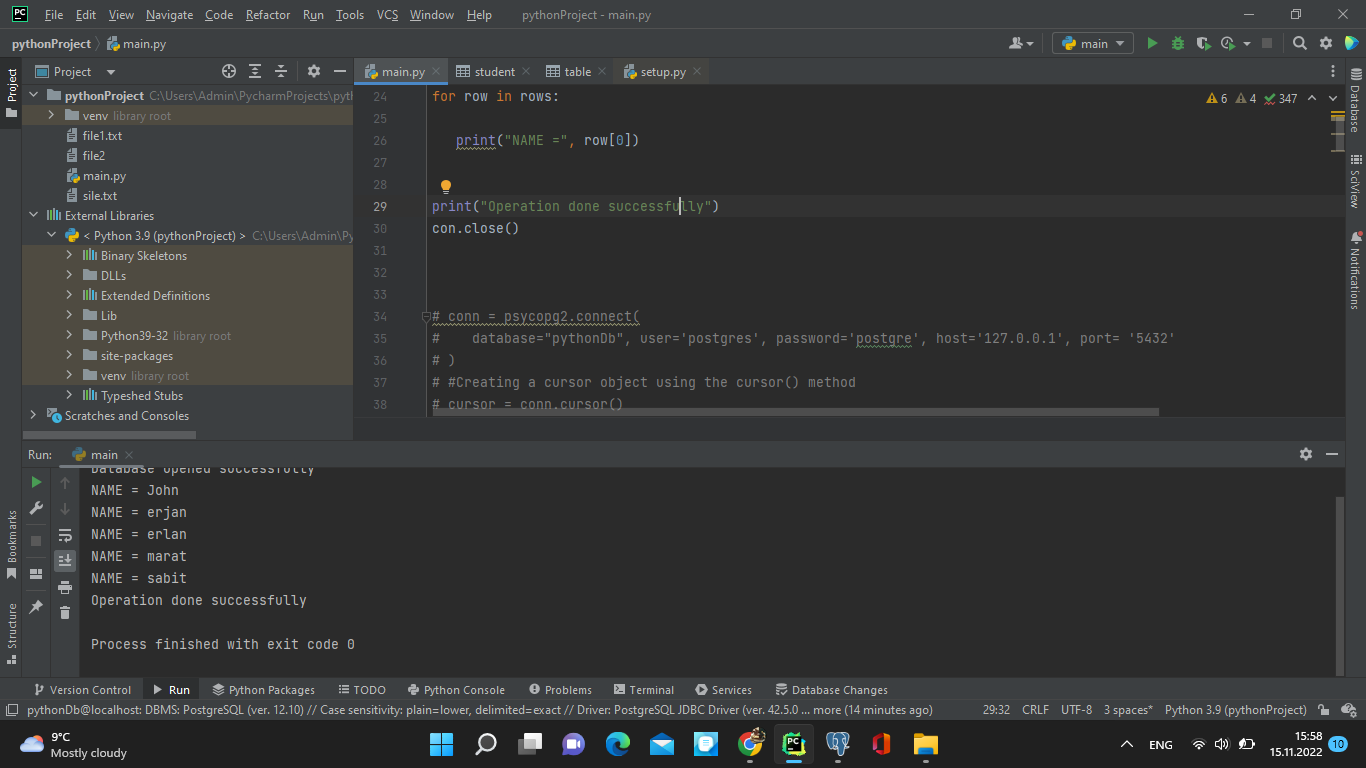 PC File Edit View Navigate Code Refactor Run Tools VCS Window Help pythonProject - main.py
pythonProject main.py main
Project
Project
main.py student table setup.py
pythonProject C:\Users\Admin\PycharmProjects\pyth
venv library root
file1.txt
file2
main.py
sile.txt
External Libraries
< Python 3.9 (pythonProject) > C:\Users\Admin\Py
Binary Skeletons
DLLs
Extended Definitions
Lib
Python39-32 library root
site-packages
venv library root
Typeshed Stubs
Scratches and Consoles
6 4 347
24 for row in rows:
25
26 print("NAME =", row[0])
27
28
29 print("Operation done successfully")
30 con.close()
31
32
33
34 # conn = psycopg2.connect(
35 # database="pythonDb", user='postgres', password='postgre', host='127.0.0.1', port= '5432'
36 # )
37 # #Creating a cursor object using the cursor() method
38 # cursor = conn.cursor()
Database
SciView
Notifications
Run: main
Database opened successfully
NAME = John
NAME = erjan
NAME = erlan
NAME = marat
NAME = sabit
Operation done successfully
Process finished with exit code 0
Bookmarks
Structure
Version Control Run Python Packages TODO Python Console Problems Terminal Services Database Changes
pythonDb@localhost: DBMS: PostgreSQL (ver. 12.10) // Case sensitivity: plain=lower, delimited=exact // Driver: PostgreSQL JDBC Driver (ver. 42.5.0 ... more (14 minutes ago) 29:32 CRLF UTF-8 3 spaces* Python 3.9 (pythonProject)
9°C
Mostly cloudy
PC
ENG
15:58
15.11.2022
10